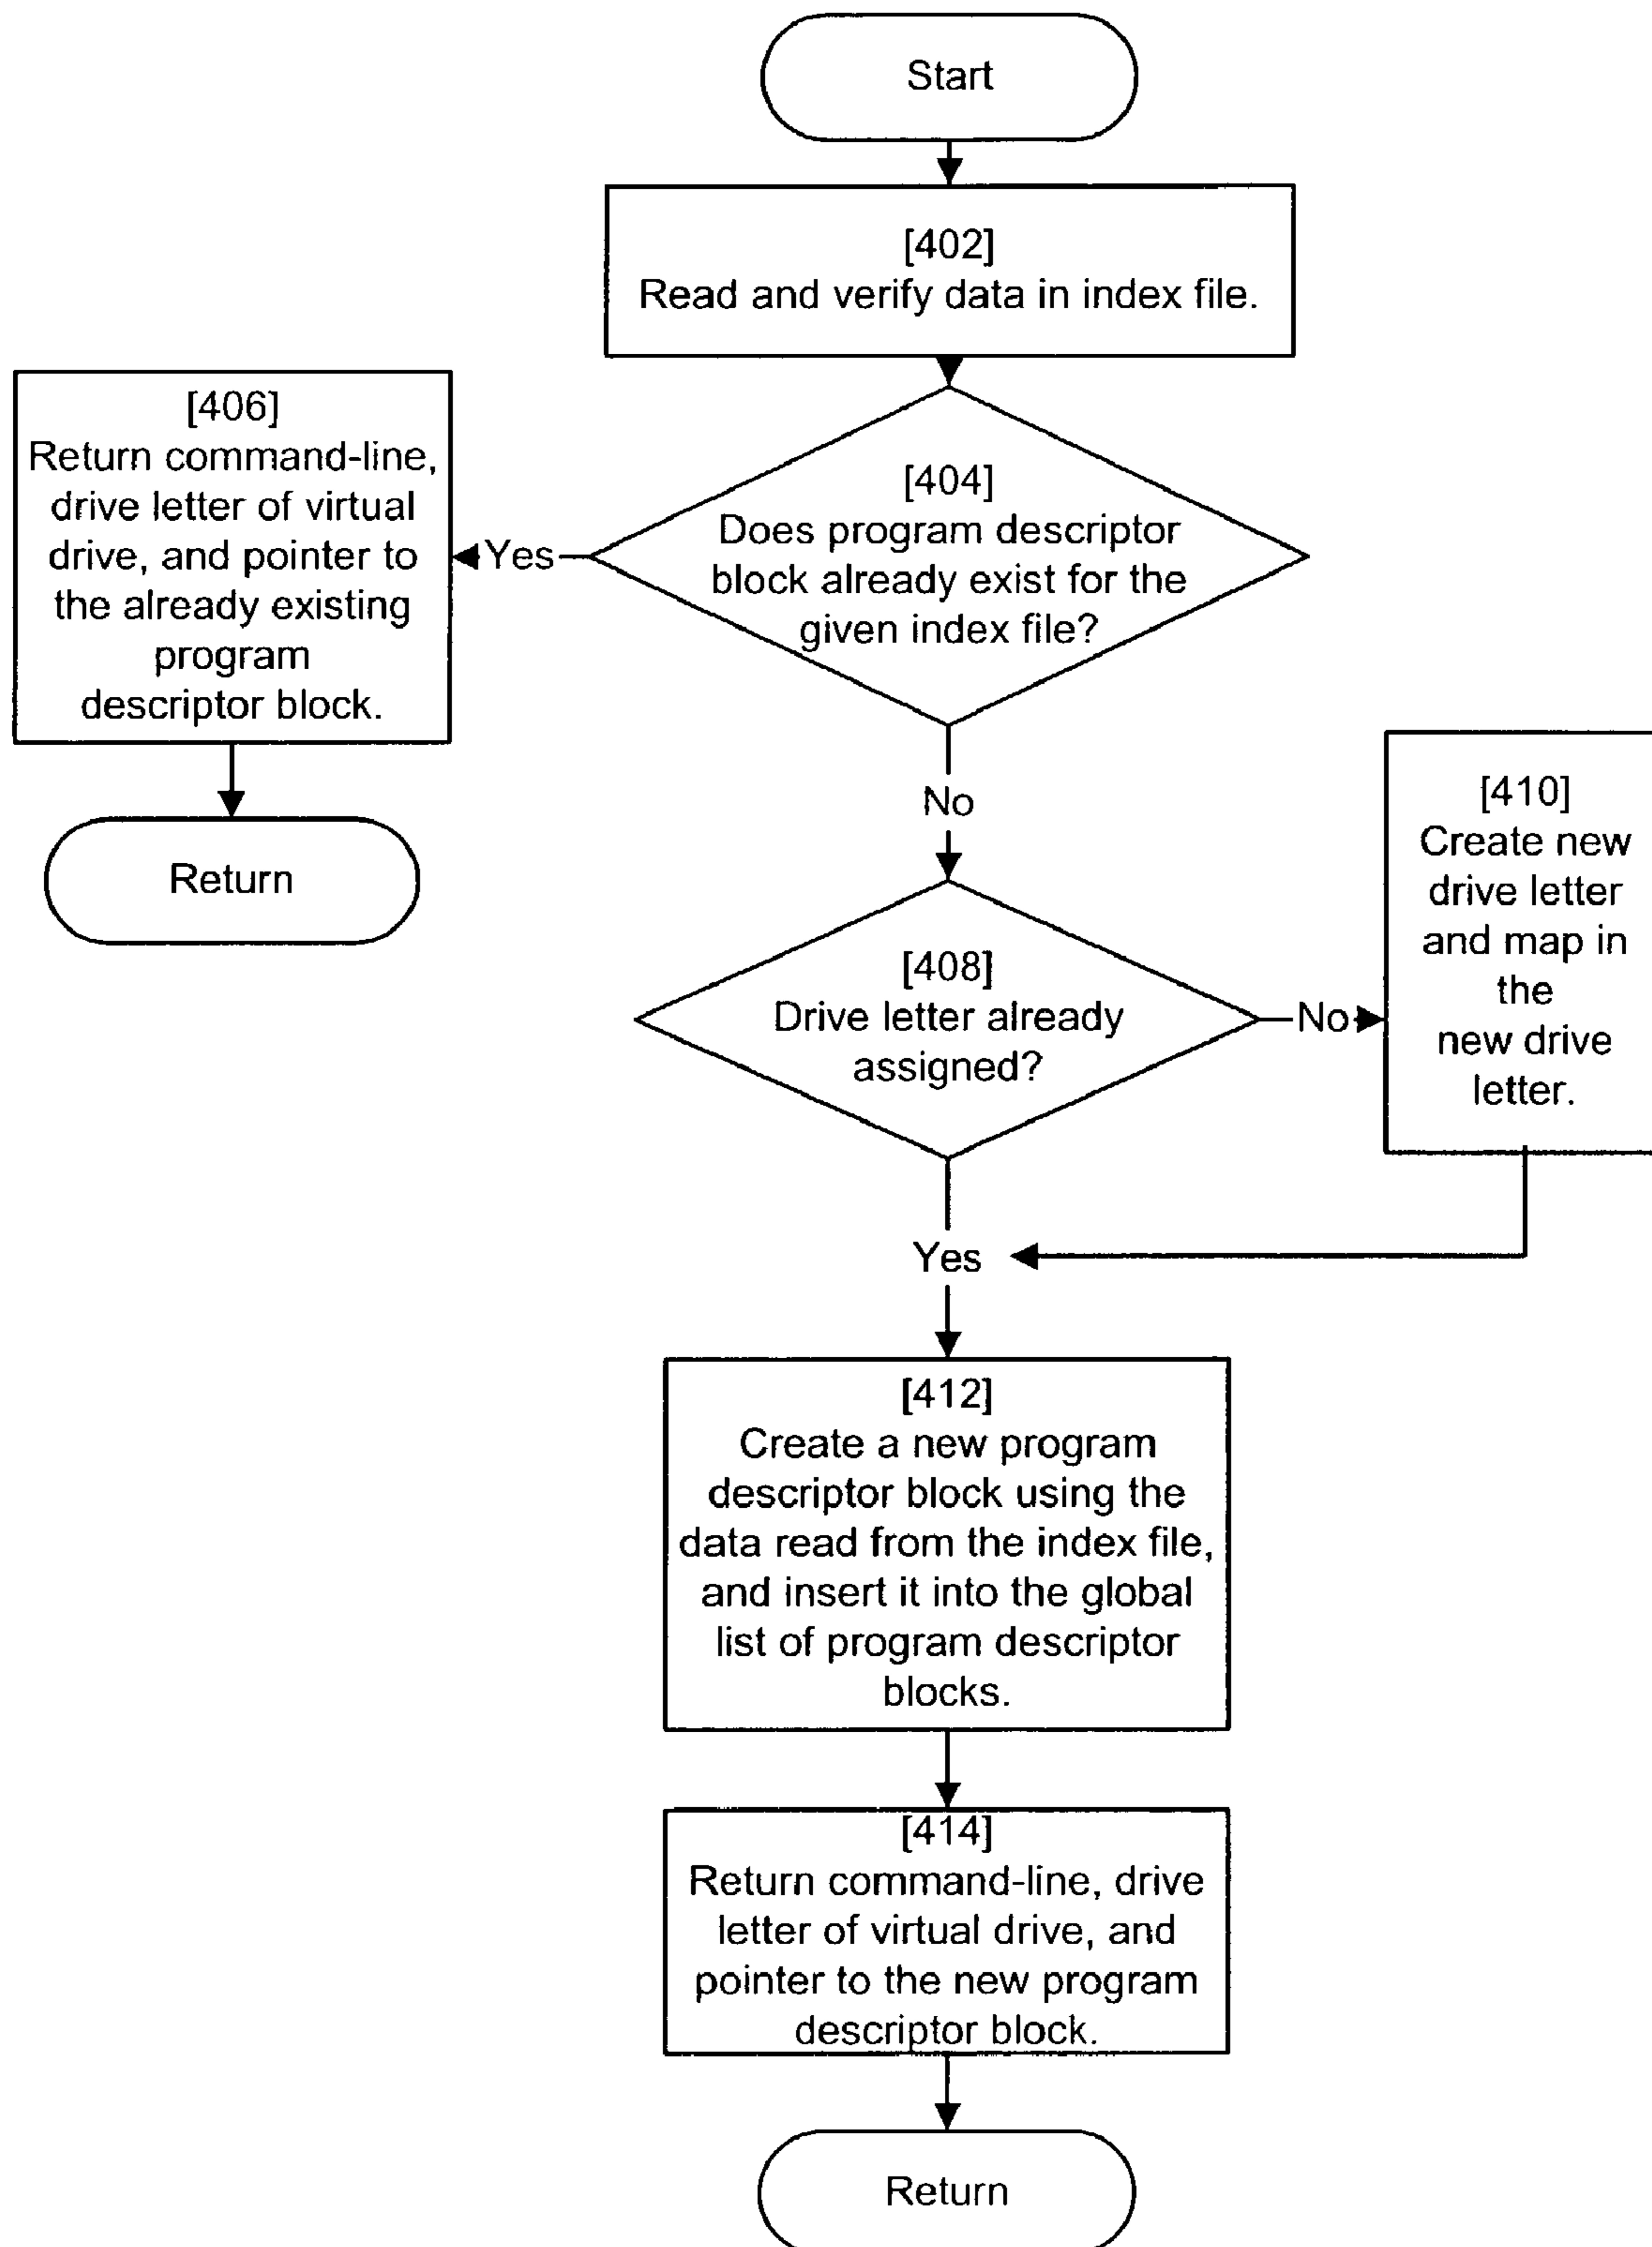 Start
[402]
Read and verify data in index file.
[406]
Return command-line,
drive letter of virtual
drive, and pointer to
the already existing
program
descriptor block.
Return
Yes
[404]
Does program descriptor
block already exist for the
given index file?
No
[408]
Drive letter already
assigned?
No
[410]
Create new
drive letter
and map in
the
new drive
letter.
Yes
[412]
Create a new program
descriptor block using the
data read from the index file,
and insert it into the global
list of program descriptor
blocks.
[414]
Return command-line, drive
letter of virtual drive, and
pointer to the new program
descriptor block.
Return